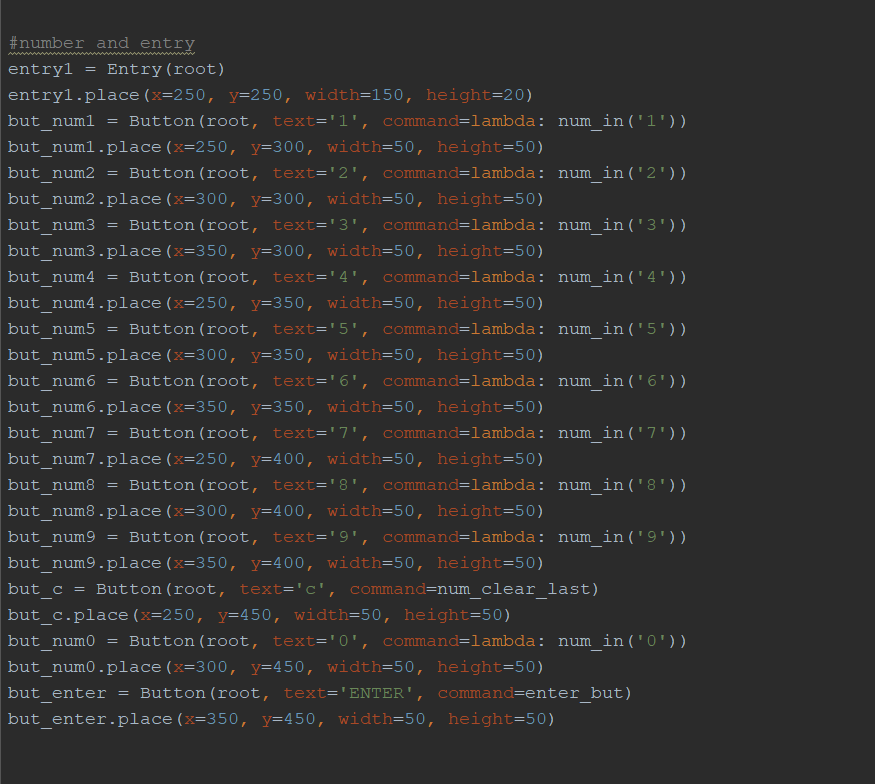 #number and entry
entry1 = Entry(root)
entry1.place(x=250, y=250, width=150, height=20)
but_num1 = Button(root, text='1', command=lambda: num_in('1'))
but_num1.place(x=250, y=300, width=50, height=50)
but_num2 = Button(root, text='2', command=lambda: num_in('2'))
but_num2.place(x=300, y=300, width=50, height=50)
but_num3 = Button(root, text='3', command=lambda: num_in('3'))
but_num3.place(x=350, y=300, width=50, height=50)
but_num4 = Button(root, text='4', command=lambda: num_in('4'))
but_num4.place(x=250, y=350, width=50, height=50)
but_num5 = Button(root, text='5', command=lambda: num_in('5'))
but_num5.place(x=300, y=350, width=50, height=50)
but_num6 = Button(root, text='6', command=lambda: num_in('6'))
but_num6.place(x=350, y=350, width=50, height=50)
but_num7 = Button(root, text='7', command=lambda: num_in('7'))
but_num7.place(x=250, y=400, width=50, height=50)
but_num8 = Button(root, text='8', command=lambda: num_in('8'))
but_num8.place(x=300, y=400, width=50, height=50)
but_num9 = Button(root, text='9', command=lambda: num_in('9'))
but_num9.place(x=350, y=400, width=50, height=50)
but_c = Button(root, text='c', command=num_clear_last)
but_c.place(x=250, y=450, width=50, height=50)
but_num0 = Button(root, text='0', command=lambda: num_in('0'))
but_num0.place(x=300, y=450, width=50, height=50)
but_enter = Button(root, text='ENTER', command=enter_but)
but_enter.place(x=350, y=450, width=50, height=50)